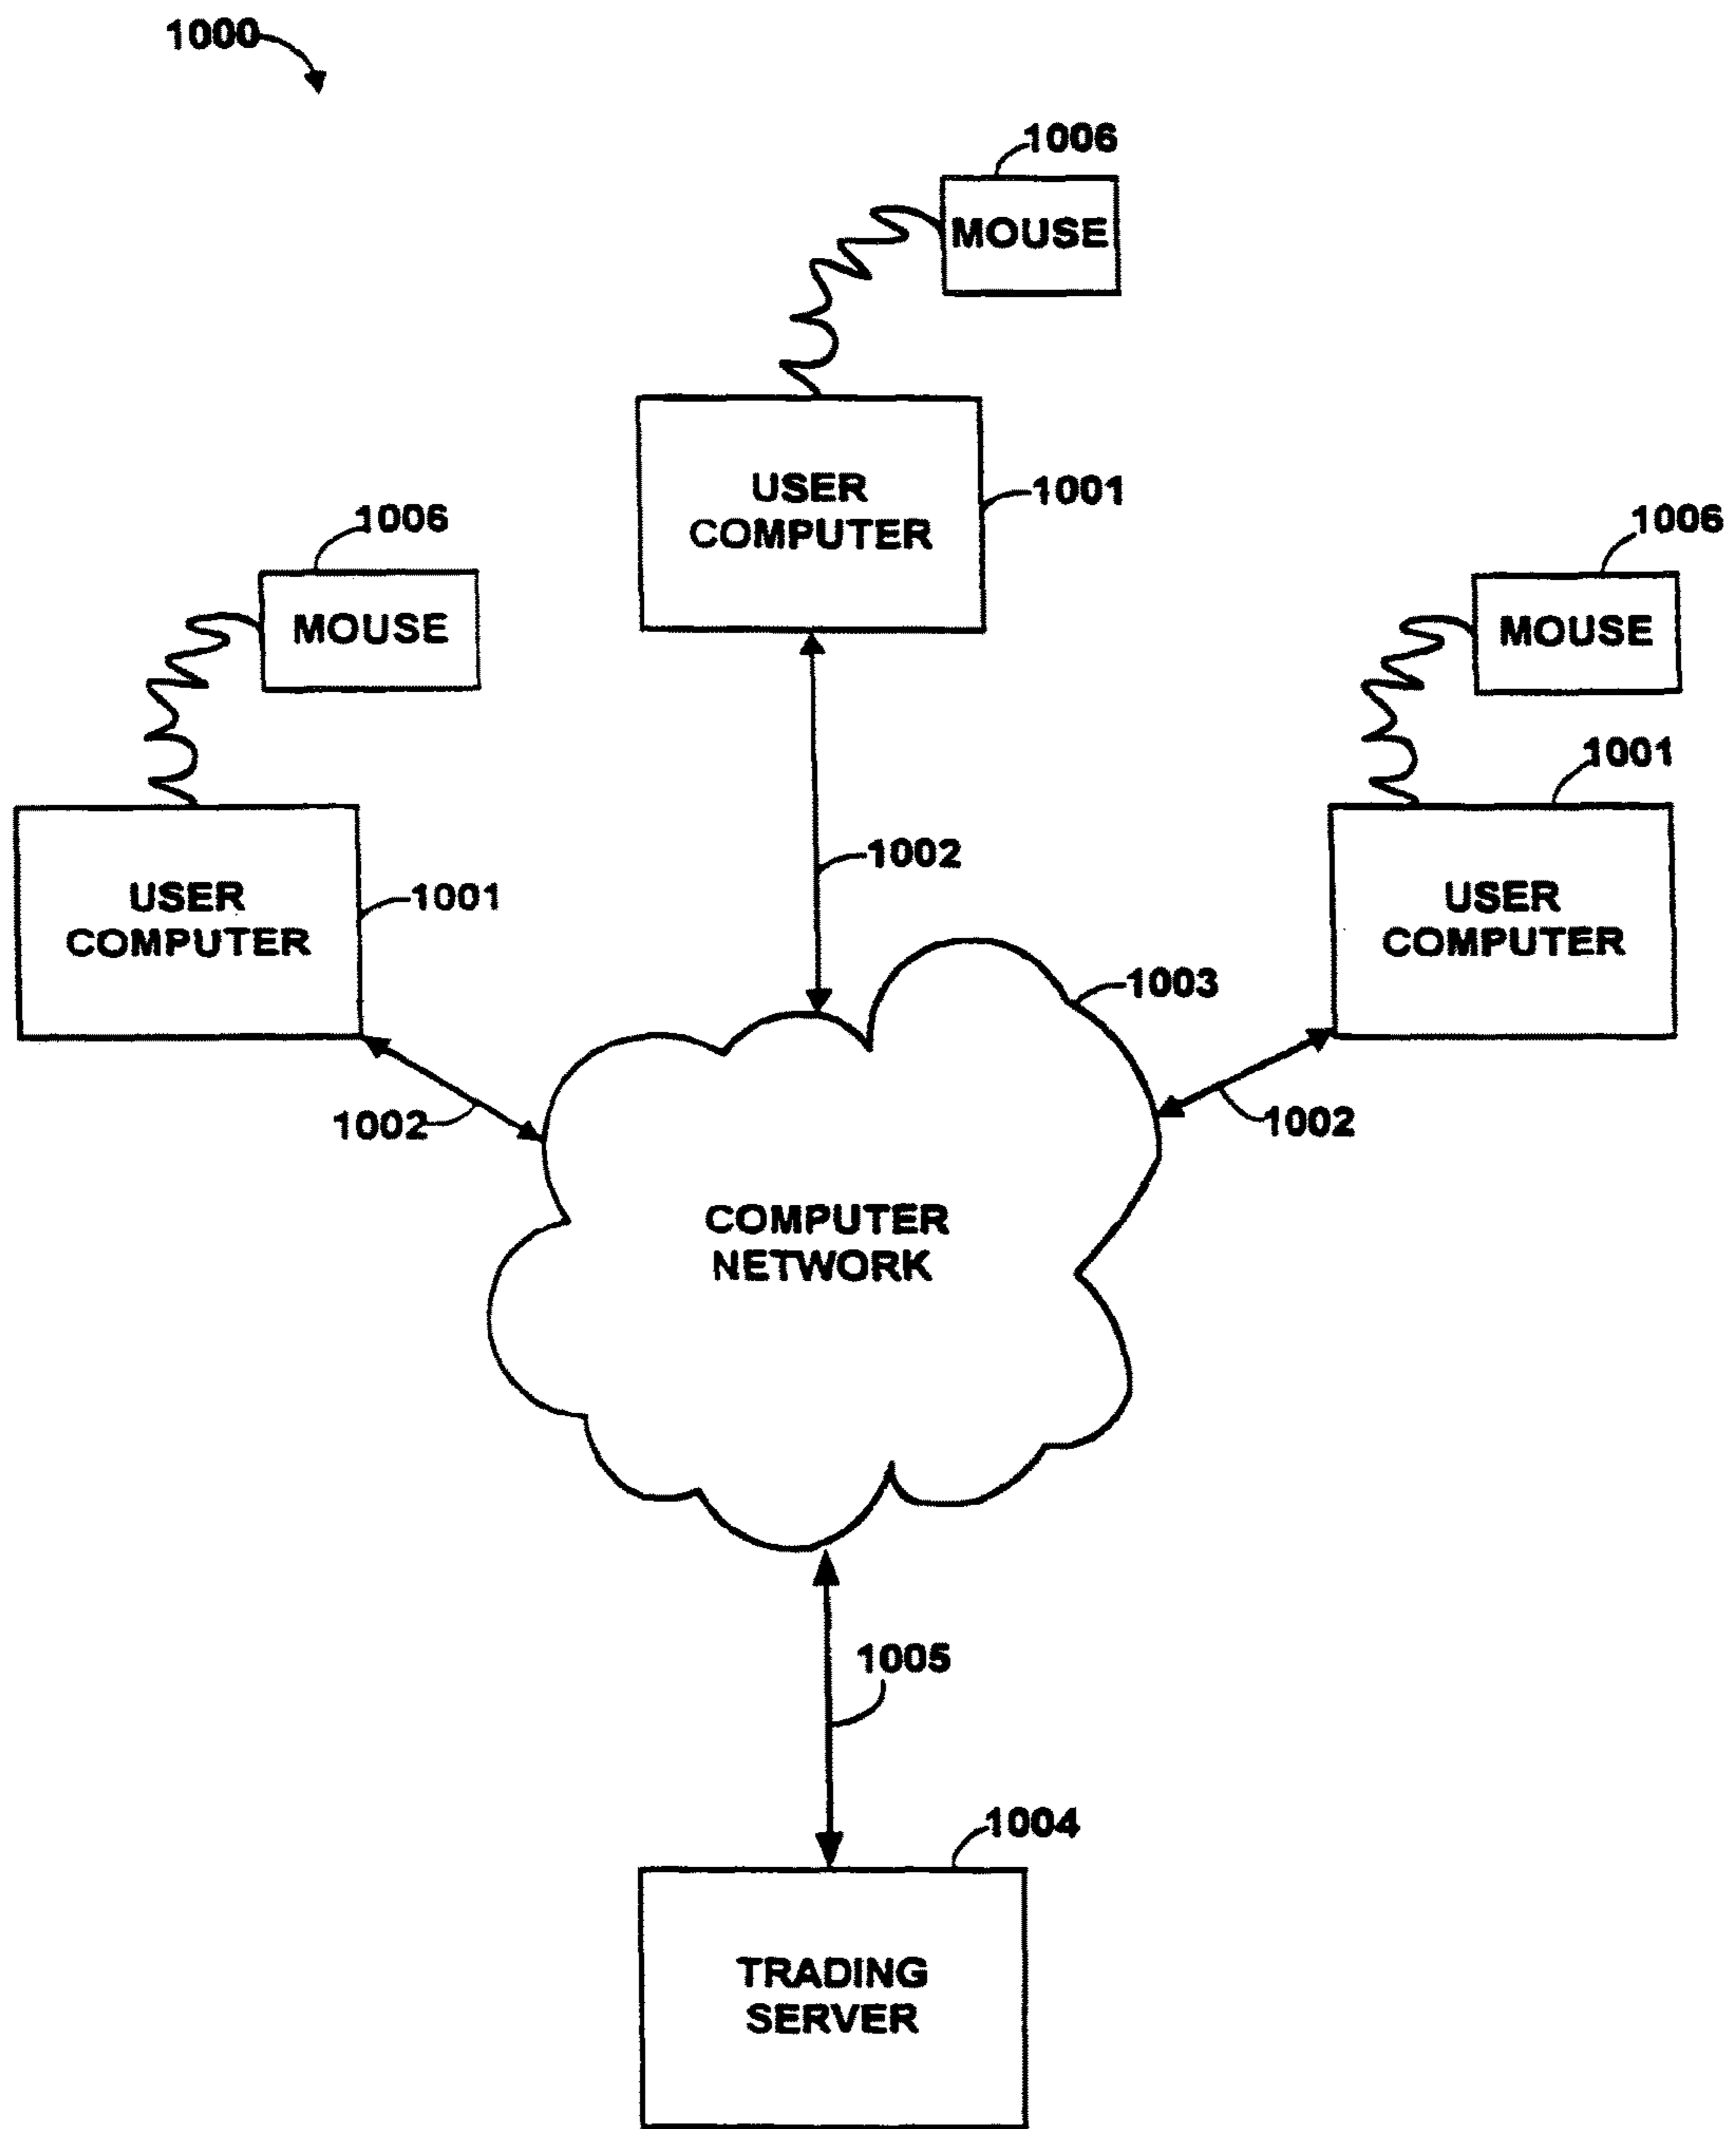 1000
1006
MOUSE
USER
COMPUTER
1001
1006
MOUSE
1006
MOUSE
1001
USER
COMPUTER
1001
USER
COMPUTER
1002
1003
1002
1002
COMPUTER
NETWORK
1005
1004
TRADING
SERVER